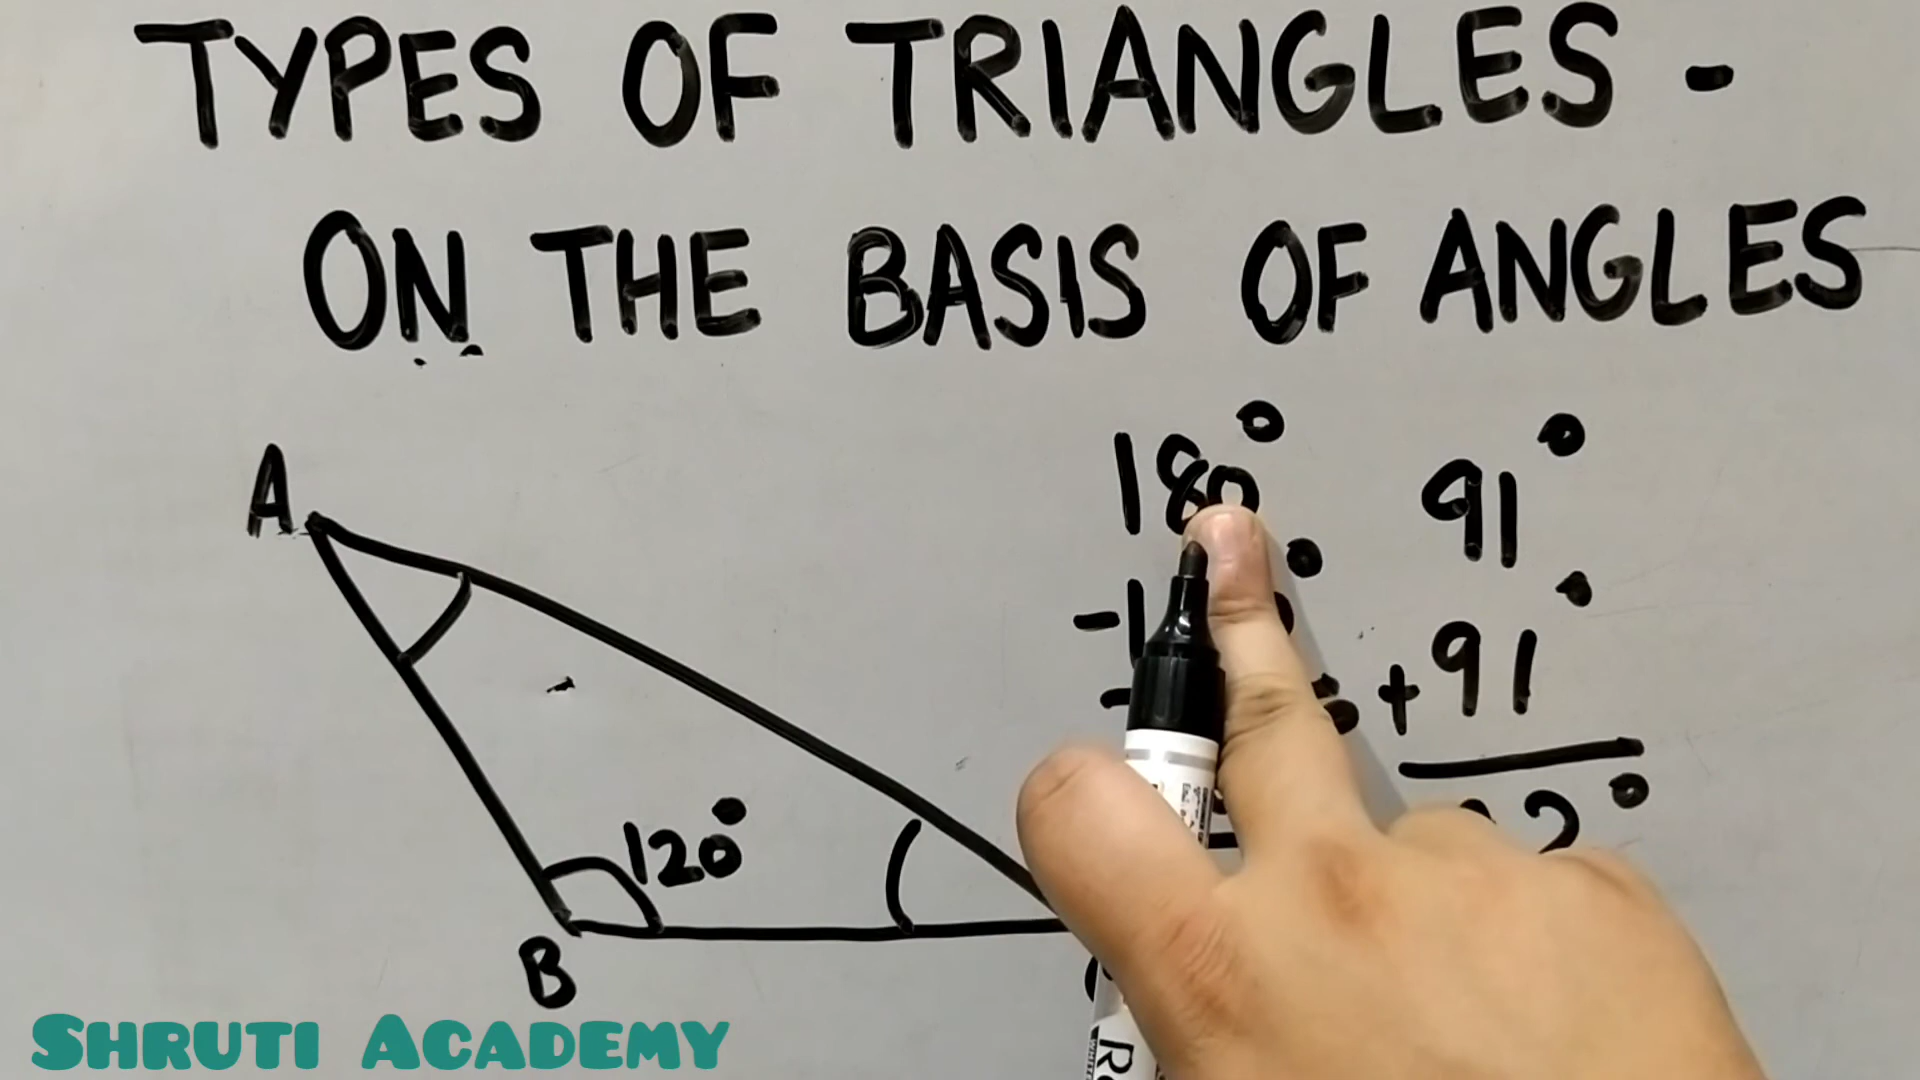 TYPES OF TRIANGLES -
ON THE BASIS OF ANGLES
A
180° 91°
+ 91°
120°
B
SHRUTI ACADEMY